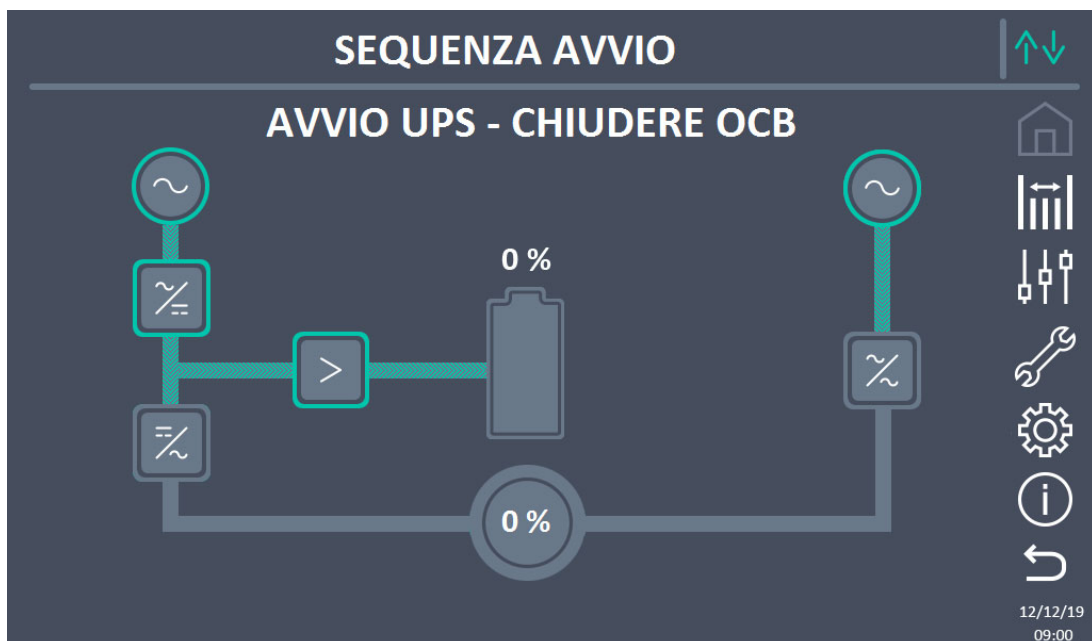 SEQUENZA AVVIO
AVVIO UPS - CHIUDERE OCB
0 %
0 %
12/12/19
09:00